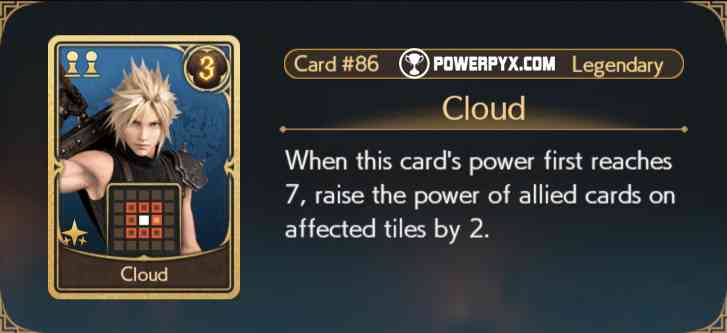 3
Cloud
Card #86 POWERPYX.COM Legendary
Cloud
When this card's power first reaches
7, raise the power of allied cards on
affected tiles by 2.